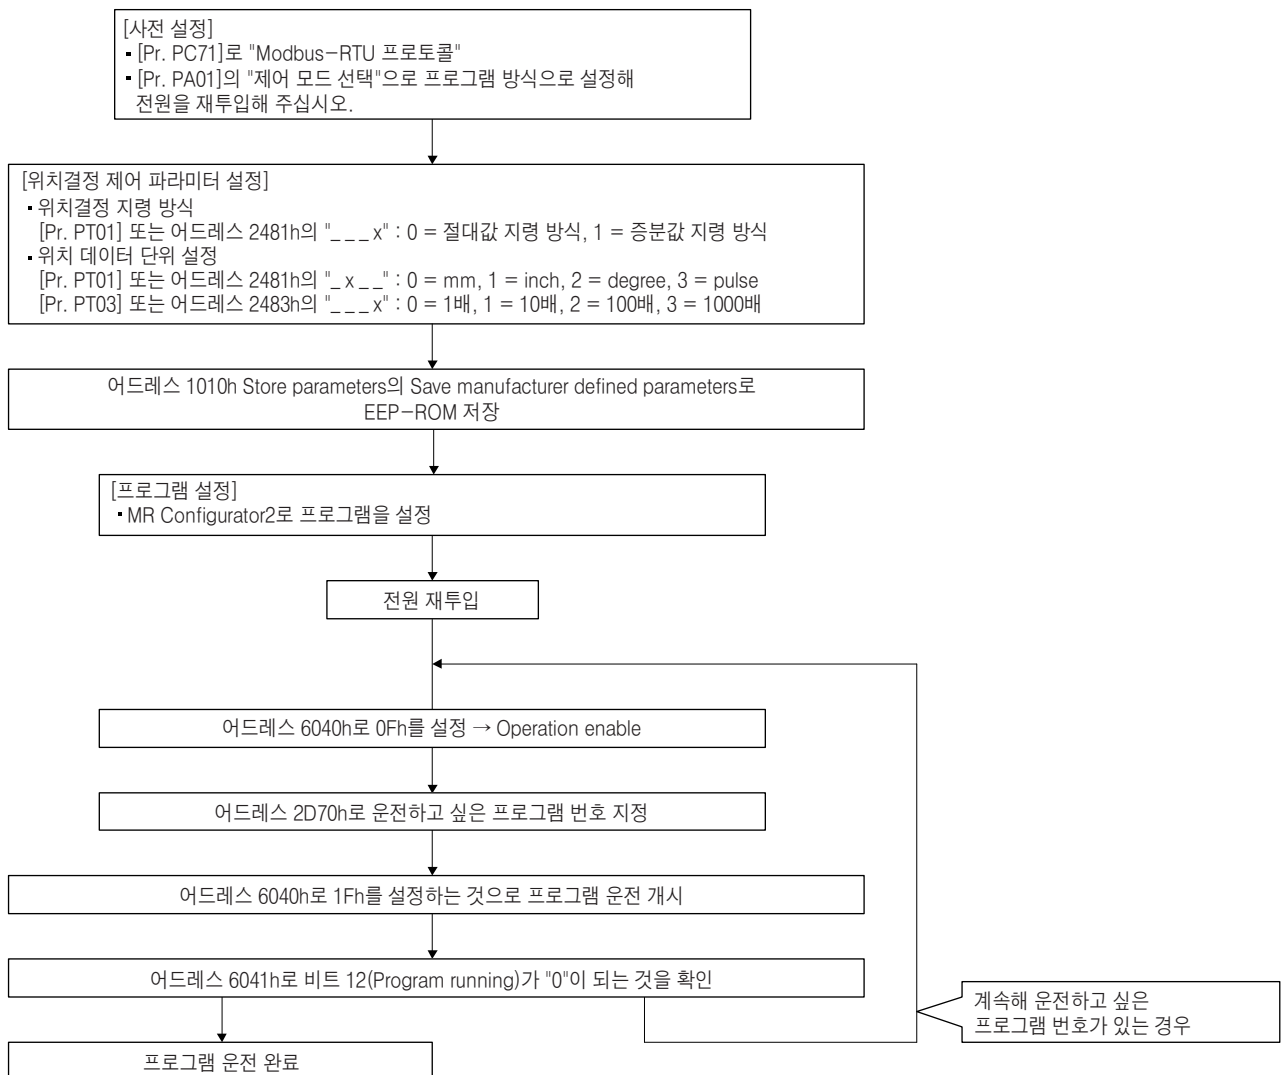 [사전 설정]
▪ [Pr. PC71]로 "Modbus-RTU 프로토콜"
▪ [Pr. PA01]의 "제어 모드 선택"으로 프로그램 방식으로 설정해
전원을 재투입해 주십시오.
[위치결정 제어 파라미터 설정]
▪ 위치결정 지령 방식
[Pr. PT01] 또는 어드레스 2481h의 "_ _ _ x" : 0 = 절대값 지령 방식, 1 = 증분값 지령 방식
▪ 위치 데이터 단위 설정
[Pr. PT01] 또는 어드레스 2481h의 "_ x _ _" : 0 = mm, 1 = inch, 2 = degree, 3 = pulse
[Pr. PT03] 또는 어드레스 2483h의 "_ _ _ x" : 0 = 1배, 1 = 10배, 2 = 100배, 3 = 1000배
어드레스 1010h Store parameters의 Save manufacturer defined parameters로
EEP-ROM 저장
[프로그램 설정]
▪ MR Configurator2로 프로그램을 설정
전원 재투입
어드레스 6040h로 0Fh를 설정 → Operation enable
어드레스 2D70h로 운전하고 싶은 프로그램 번호 지정
어드레스 6040h로 1Fh를 설정하는 것으로 프로그램 운전 개시
어드레스 6041h로 비트 12(Program running)가 "0"이 되는 것을 확인
계속해 운전하고 싶은
프로그램 번호가 있는 경우
프로그램 운전 완료